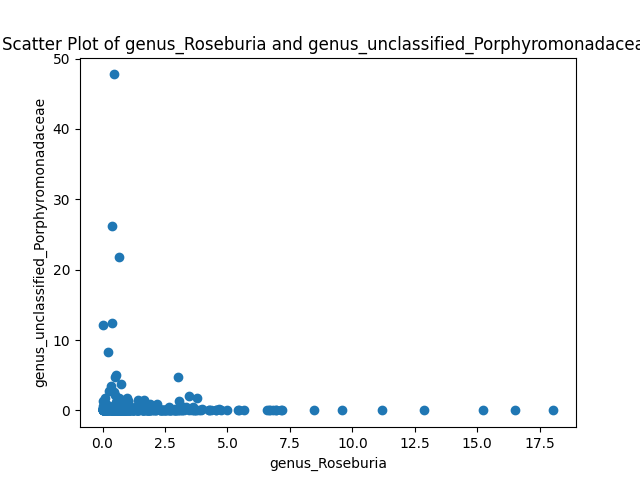 Scatter Plot of genus_Roseburia and genus_unclassified_Porphyromonadacea
50
40
30
20
10
0
genus_unclassified_Porphyromonadaceae
0.0 2.5 5.0 7.5 10.0 12.5 15.0 17.5
genus_Roseburia